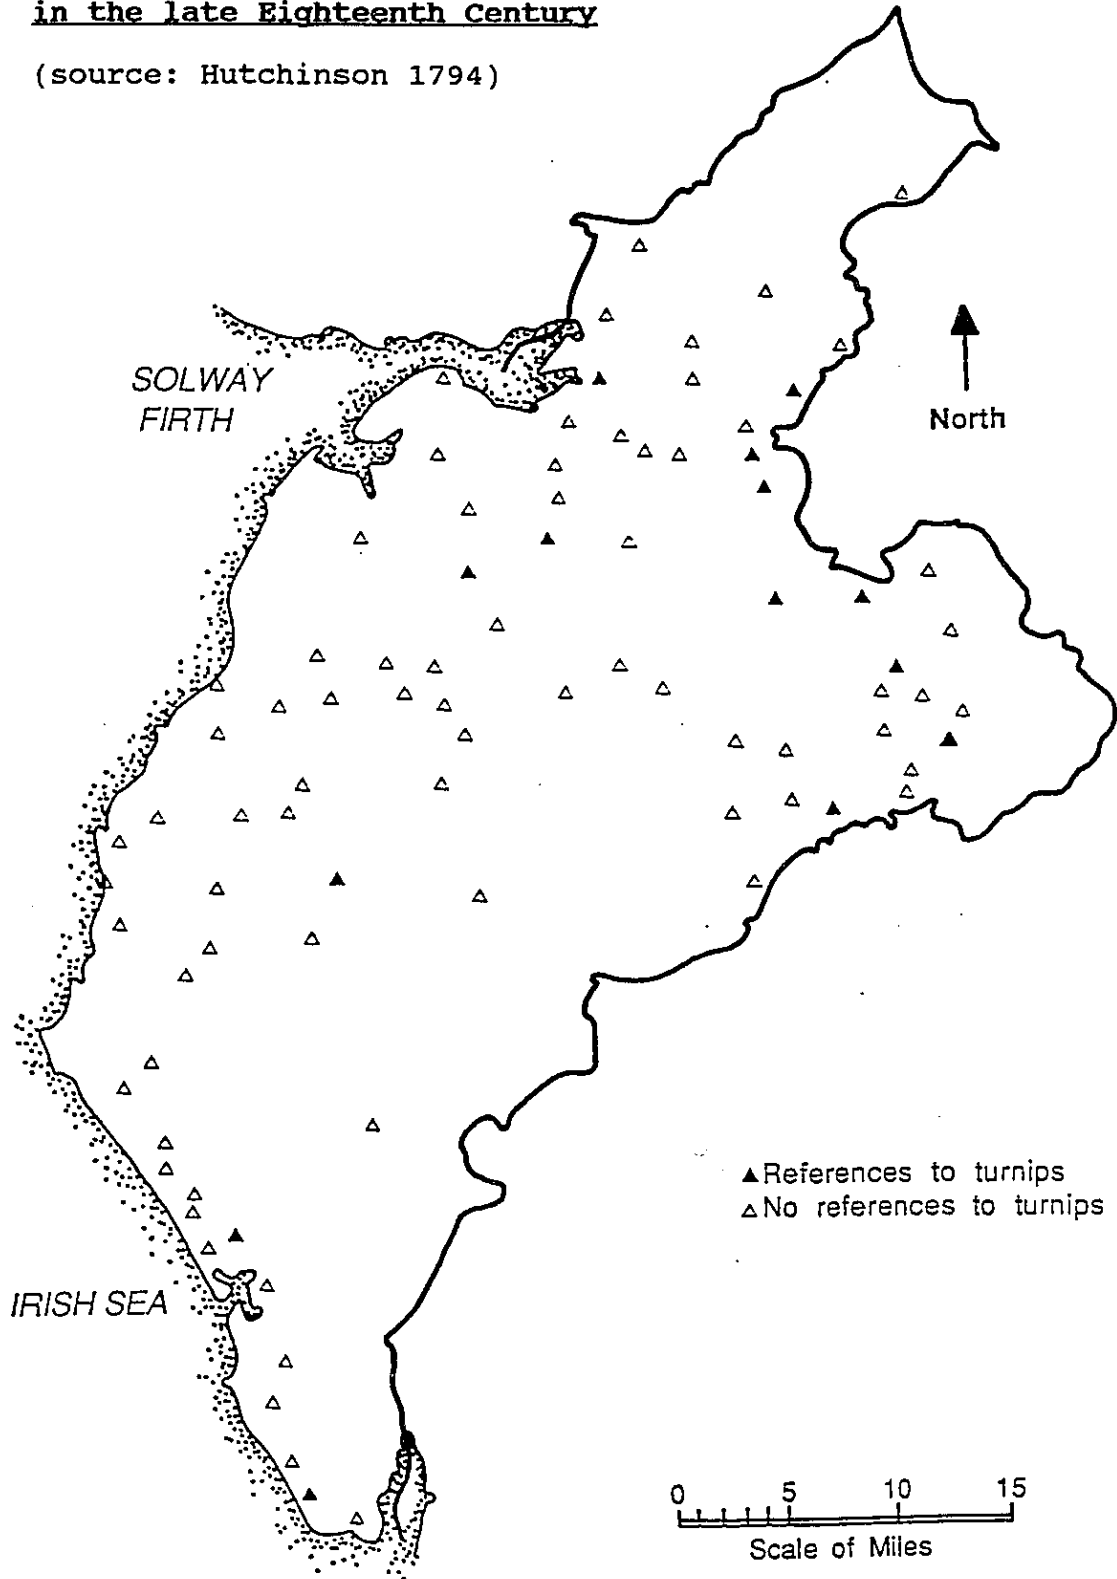 in the late Eighteenth Century
(source: Hutchinson 1794)
SOLWAY
FIRTH
North
▲References to turnips
△No references to turnips
IRISH SEA
0 5 10 15
Scale of Miles